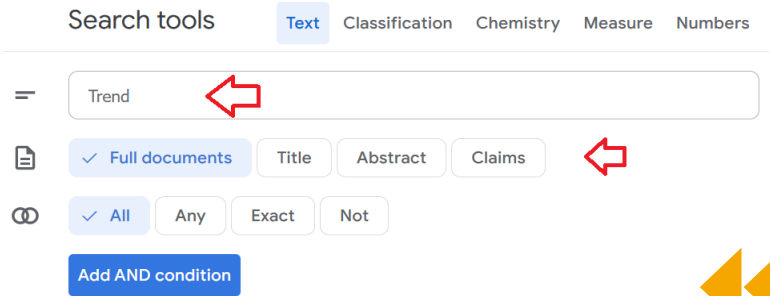 Search tools Text Classification Chemistry Measure Numbers
Trend
Full documents Title Abstract Claims
All Any Exact Not
Add AND condition